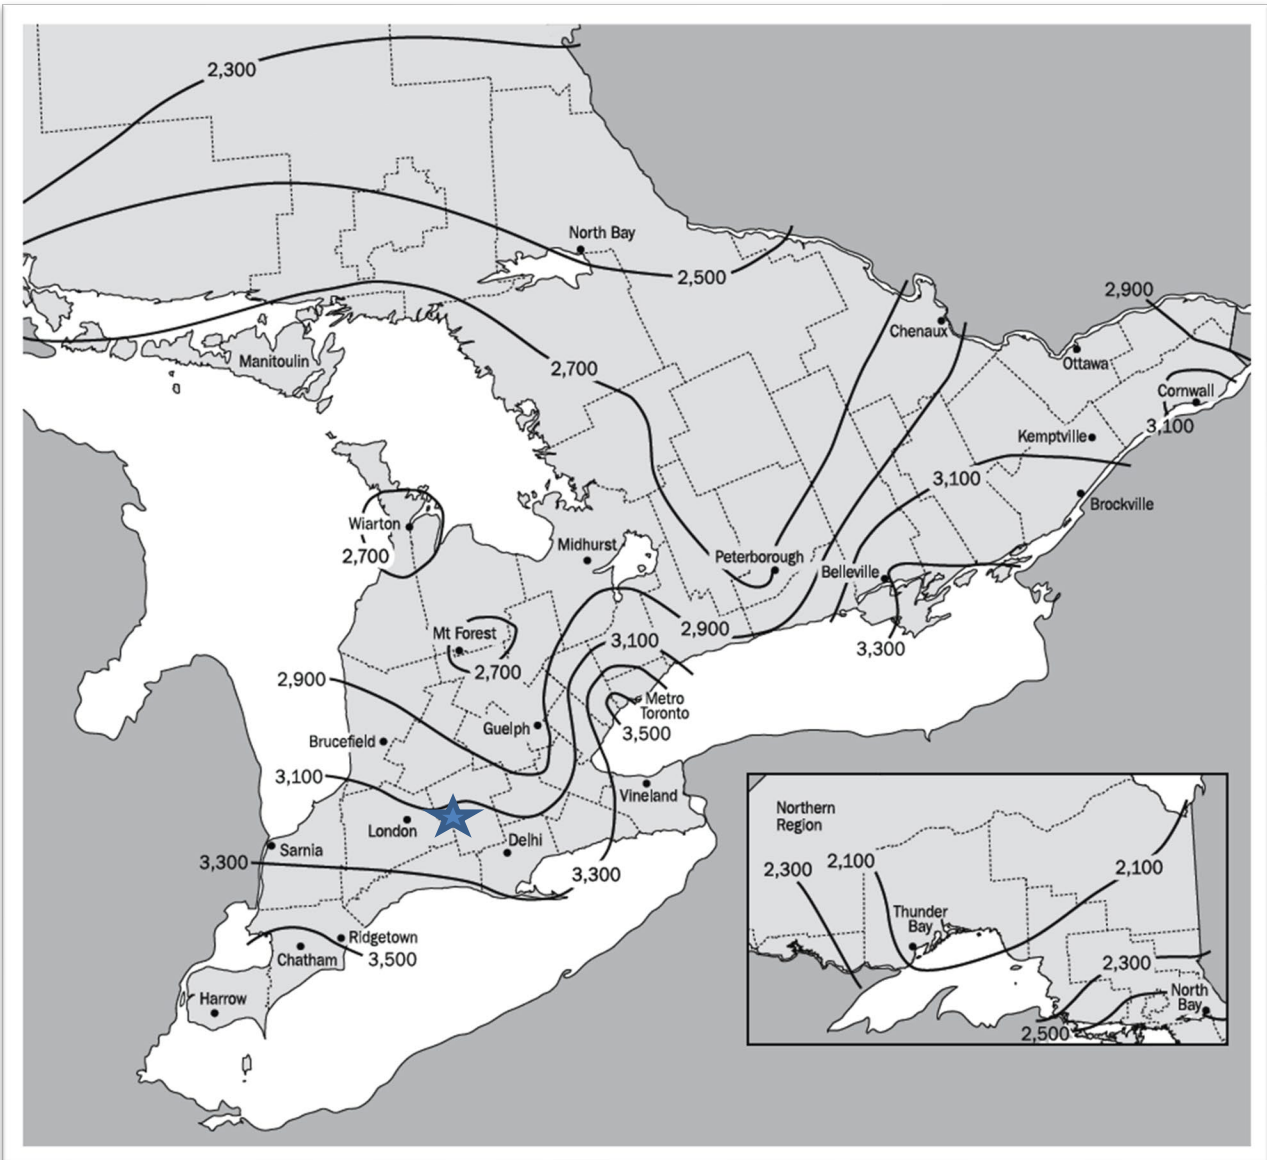 2,300
North Bay
2,500
2,900
Chenaux
Ottawa
Manitoulin
2,700
Cornwall
3,100
Kemptville
3,100
Brockville
Wiarton
2,700
Midhurst
Peterborough
Belleville
Mt Forest
2,700
2,900
3,100
3,300
2,900
Metro
Toronto
3,500
Guelph
Brucefield
3,100
Vineland
London
Delhi
Sarnia
3,300
3,300
Ridgetown
Chatham
3,500
Harrow
Northern
Region
2,300
2,100
2,100
Thunder
Bay
2,300
North
Bay
2,500